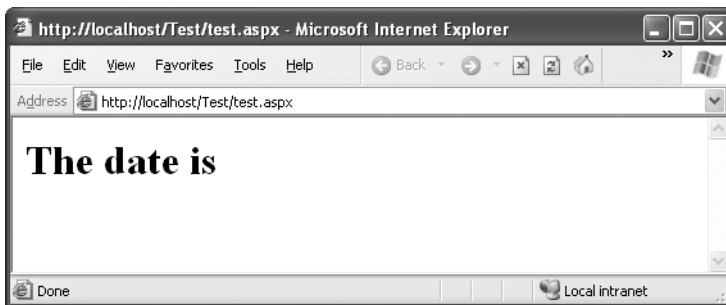 http://localhost/Test/test.aspx - Microsoft Internet Explorer
File Edit View Favorites Tools Help Back »
Address http://localhost/Test/test.aspx
The date is
Done Local intranet